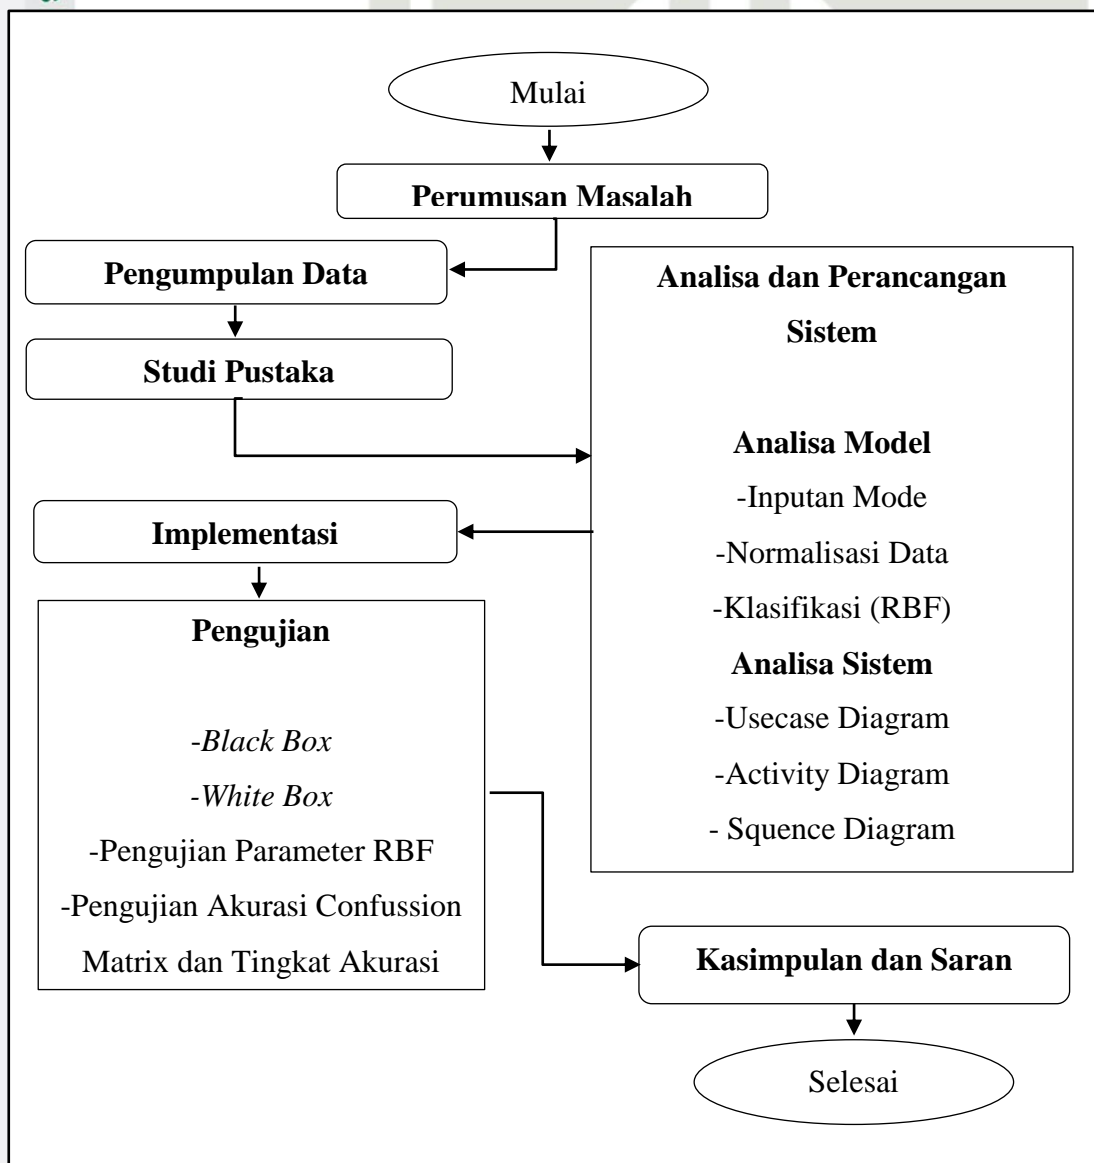 Mulai
Perumusan Masalah
Pengumpulan Data
Studi Pustaka
Analisa dan Perancangan
Sistem
Analisa Model
-Inputan Mode
-Normalisasi Data
-Klasifikasi (RBF)
Analisa Sistem
-Usecase Diagram
-Activity Diagram
- Squence Diagram
Implementasi
Pengujian
-Black Box
-White Box
-Pengujian Parameter RBF
-Pengujian Akurasi Confussion
Matrix dan Tingkat Akurasi
Kasimpulan dan Saran
Selesai